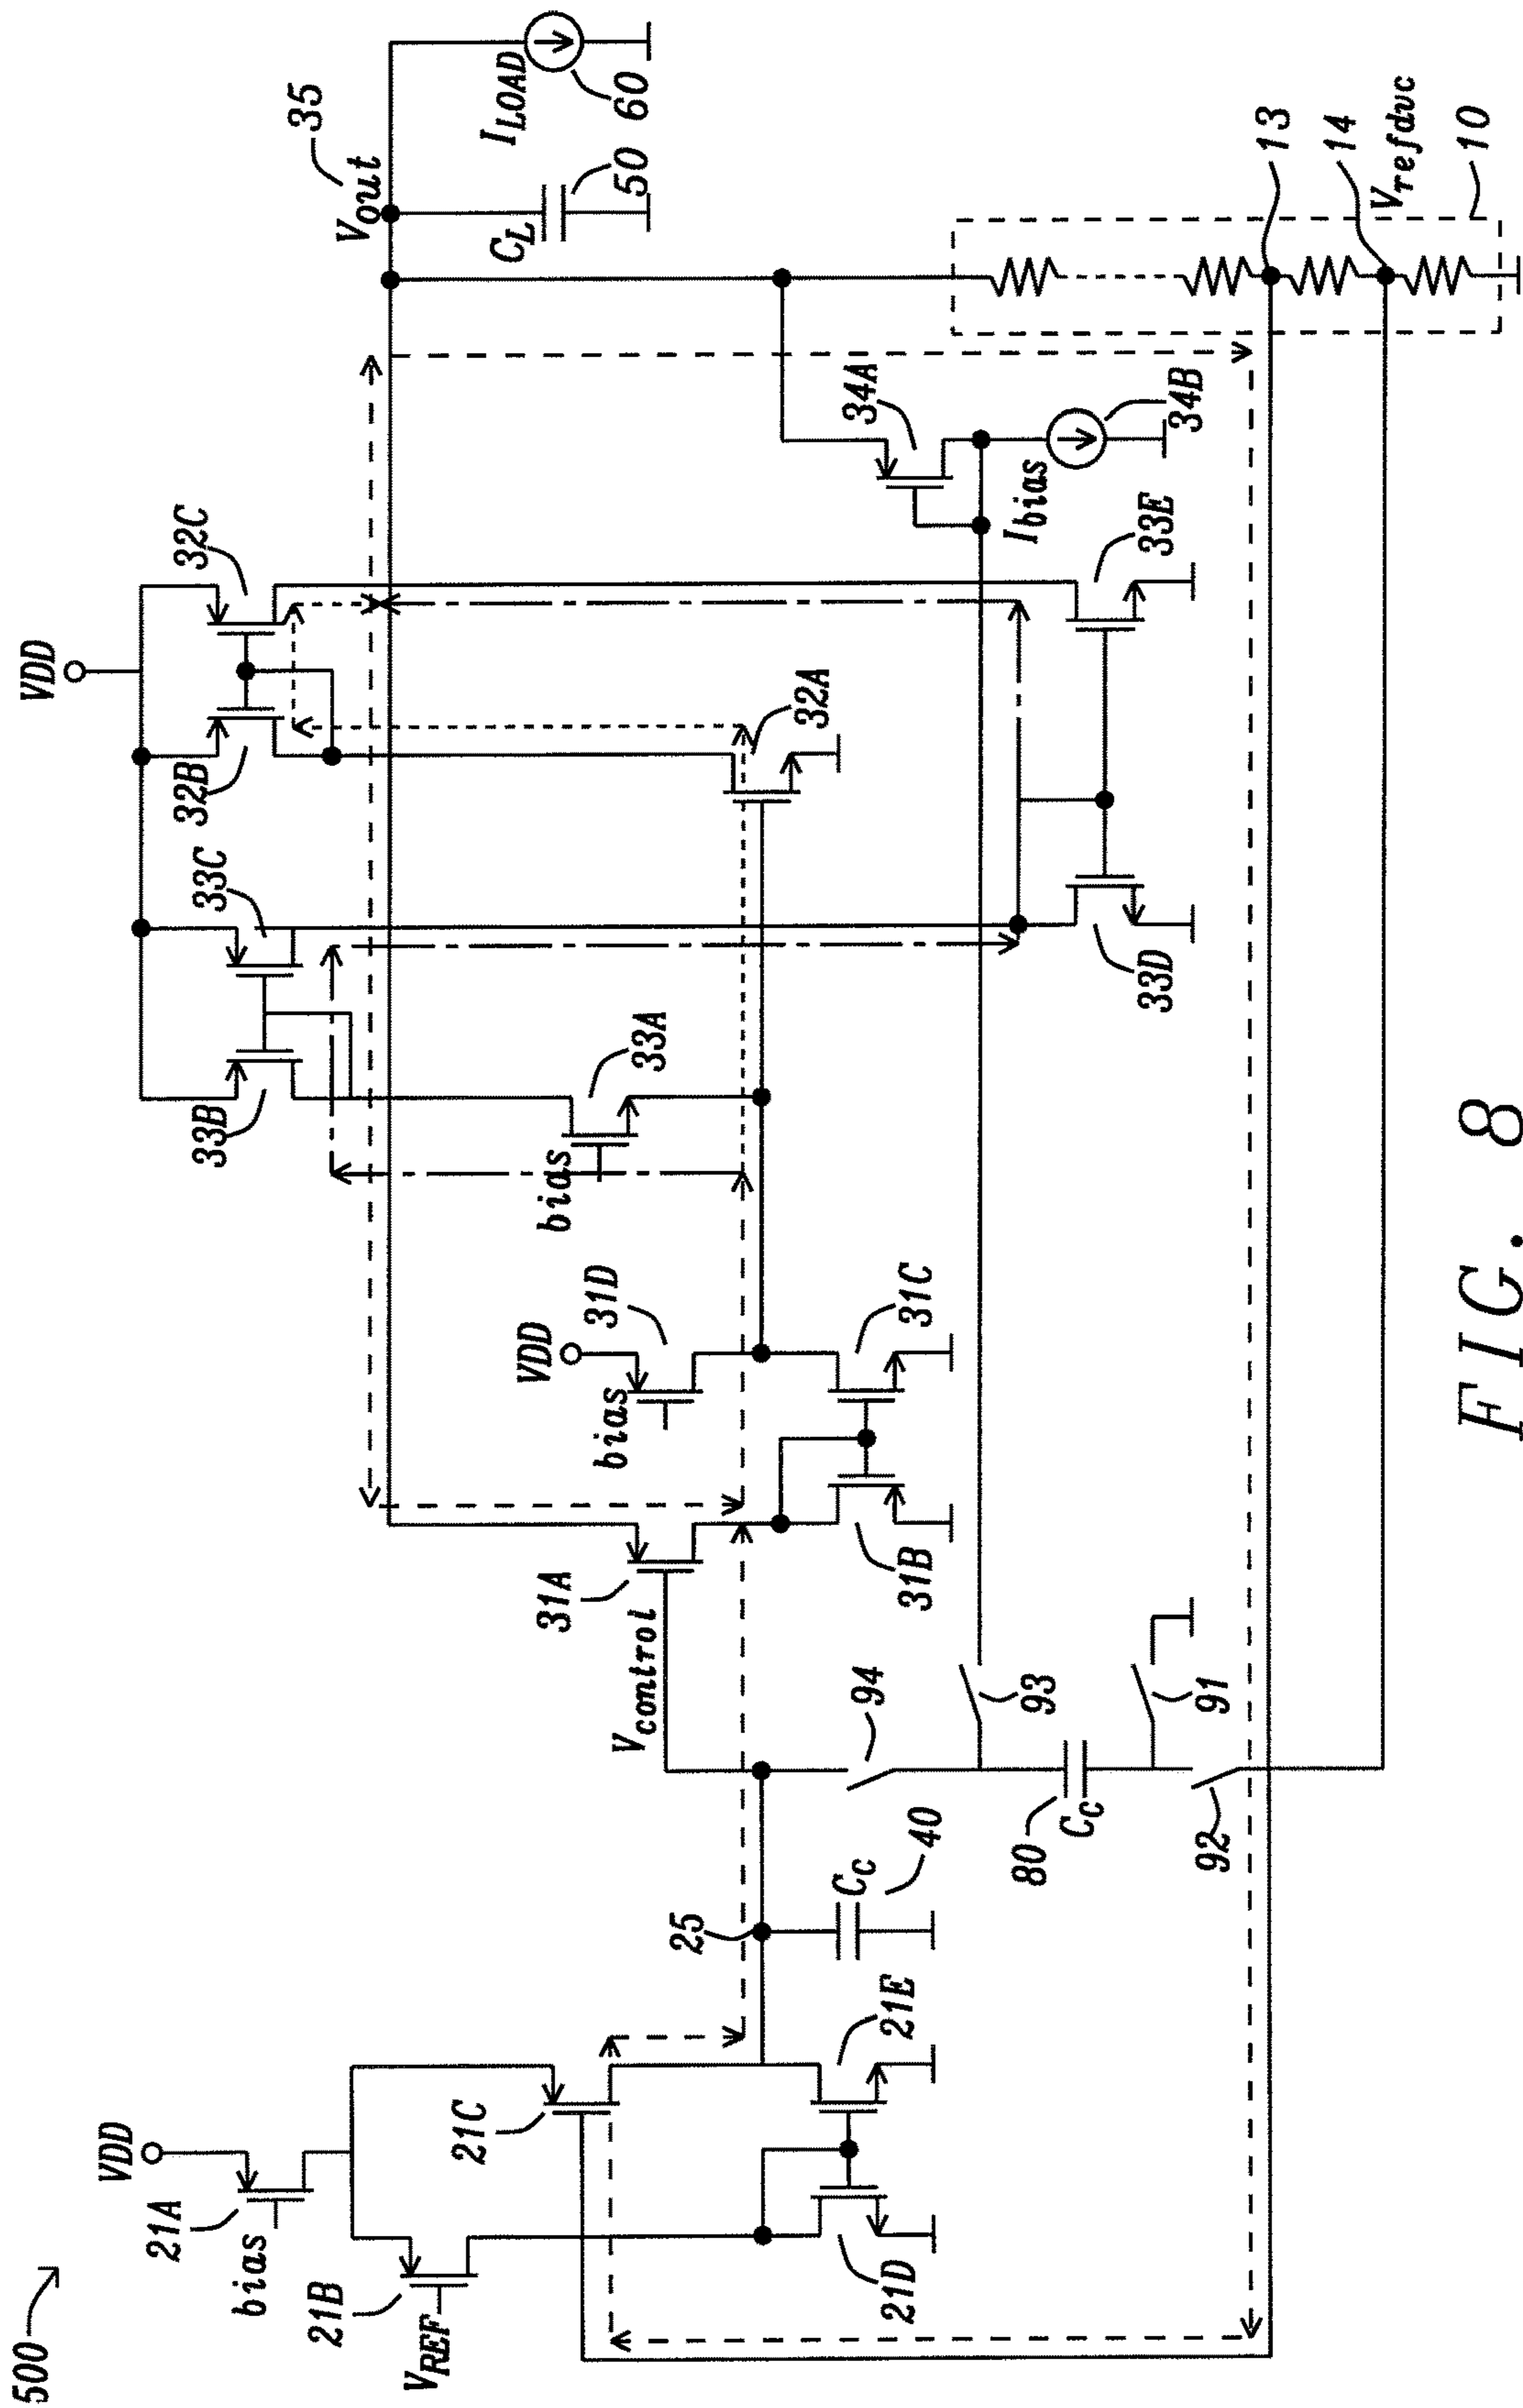 500
VDD
21A
bias
21B
VREF
21C
21D
21E
25
Cc
40
Vcontrol
94
93
80
Cc
91
92
31A
31B
VDD
31D
bias
31C
33B
33C
bias
33A
33D
VDD
32B
32C
32A
33E
34A
Ibias
34B
Vout
35
CL
50
ILOAD
60
13
14
Vrefdvc
10
FIG. 8